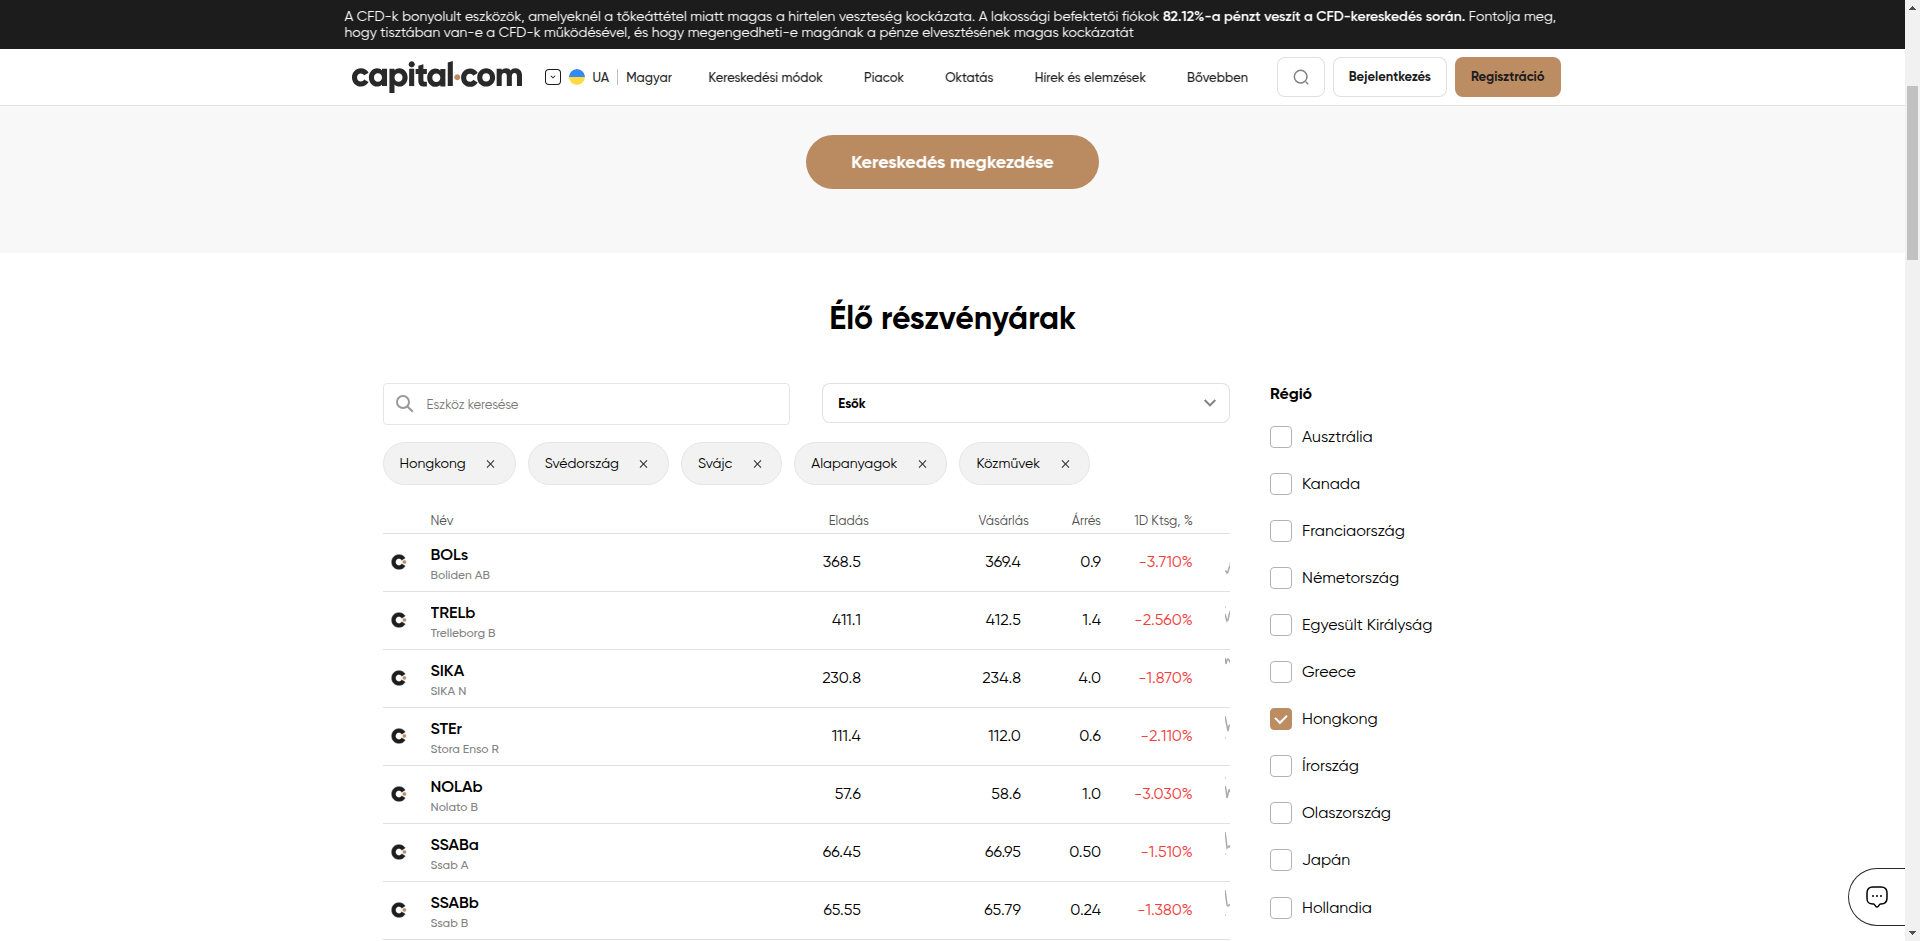 A CFD-k bonyolult eszközök, amelyeknél a tőkeáttétel miatt magas a hirtelen veszteség kockázata. A lakossági befektetői fiókok 82.12%-a pénzt veszít a CFD-kereskedés során. Fontolja meg,
hogy tisztában van-e a CFD-k működésével, és hogy megengedheti-e magának a pénze elvesztésének magas kockázatát
capital.com
UA
Magyar
Kereskedési módok
Piacok
Oktatás
Hírek és elemzések
Bővebben
Bejelentkezés
Regisztráció
Kereskedés megkezdése
Élő részvényárak
Eszköz keresése
Esők
Hongkong
Svédország
Svájc
Alapanyagok
Közművek
Név Eladás Vásárlás Árrés 1D Ktsg, %
BOLs 368.5 369.4 0.9 -3.710%
Boliden AB
TRELb 411.1 412.5 1.4 -2.560%
Trelleborg B
SIKA 230.8 234.8 4.0 -1.870%
SIKA N
STEr 111.4 112.0 0.6 -2.110%
Stora Enso R
NOLAb 57.6 58.6 1.0 -3.030%
Nolato B
SSABa 66.45 66.95 0.50 -1.510%
Ssab A
SSABb 65.55 65.79 0.24 -1.380%
Ssab B
Régió
Ausztrália
Kanada
Franciaország
Németország
Egyesült Királyság
Greece
Hongkong
Írország
Olaszország
Japán
Hollandia